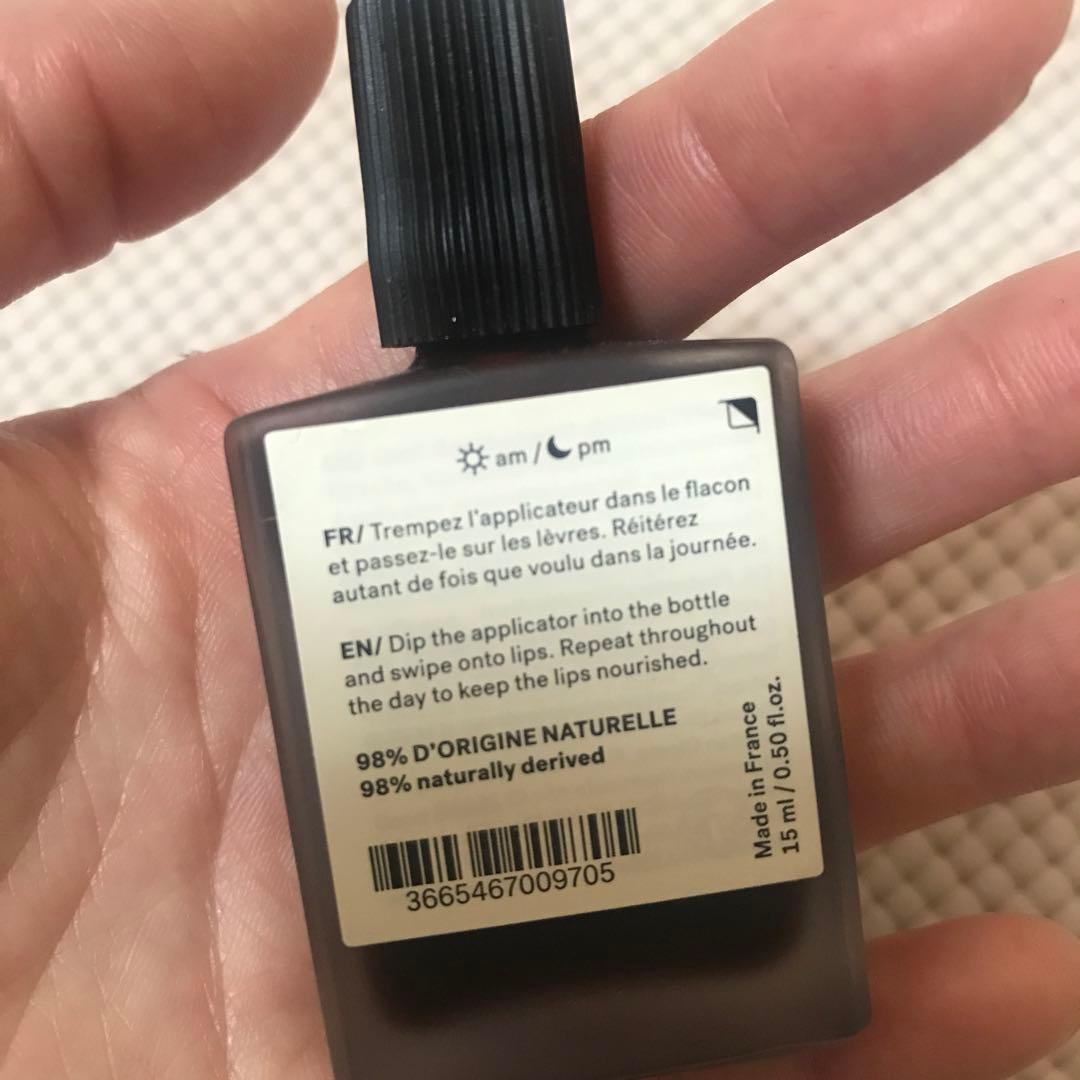 am / pm
FR/ Trempez l'applicateur dans le flacon
et passez-le sur les lèvres. Réitérez
autant de fois que voulu dans la journée.
EN/ Dip the applicator into the bottle
and swipe onto lips. Repeat throughout
the day to keep the lips nourished.
98% D'ORIGINE NATURELLE
98% naturally derived
3665467009705
Made in France
15 ml / 0.50 fl.oz.